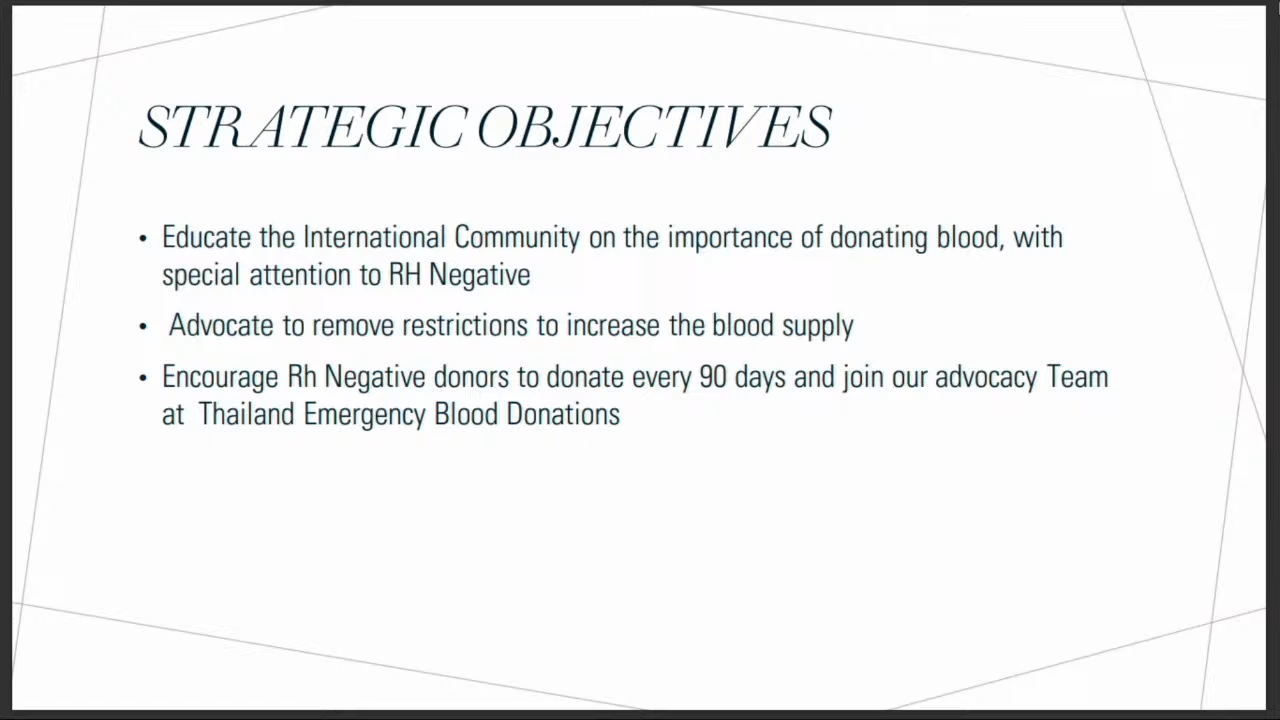 STRATEGIC OBJECTIVES
• Educate the International Community on the importance of donating blood, with
special attention to RH Negative
• Advocate to remove restrictions to increase the blood supply
• Encourage Rh Negative donors to donate every 90 days and join our advocacy Team
at Thailand Emergency Blood Donations